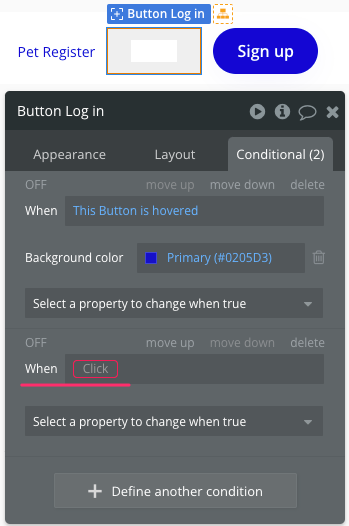 Button Log in
Pet Register
Sign up
Button Log in
Appearance Layout Conditional (2)
OFF move up move down delete
When This Button is hovered
Background color Primary (#0205D3)
Select a property to change when true
OFF move up move down delete
When Click
Select a property to change when true
Define another condition